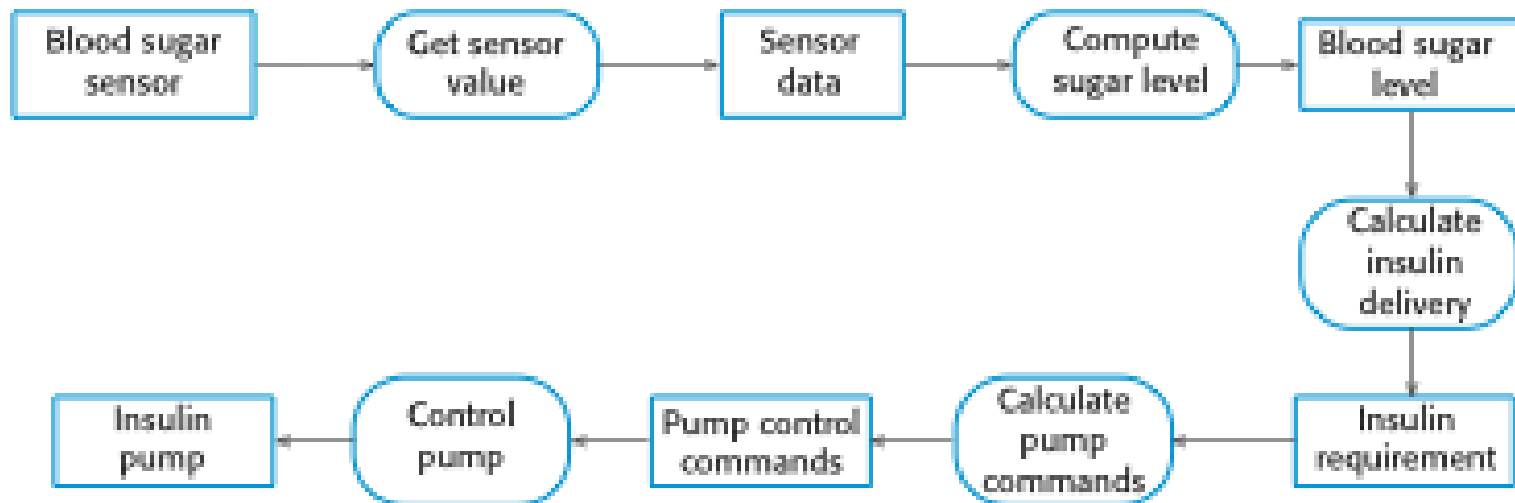 Blood sugar
sensor
Get sensor
value
Sensor
data
Compute
sugar level
Blood sugar
level
Calculate
insulin
delivery
Insulin
pump
Control
pump
Pump control
commands
Calculate
pump
commands
Insulin
requirement